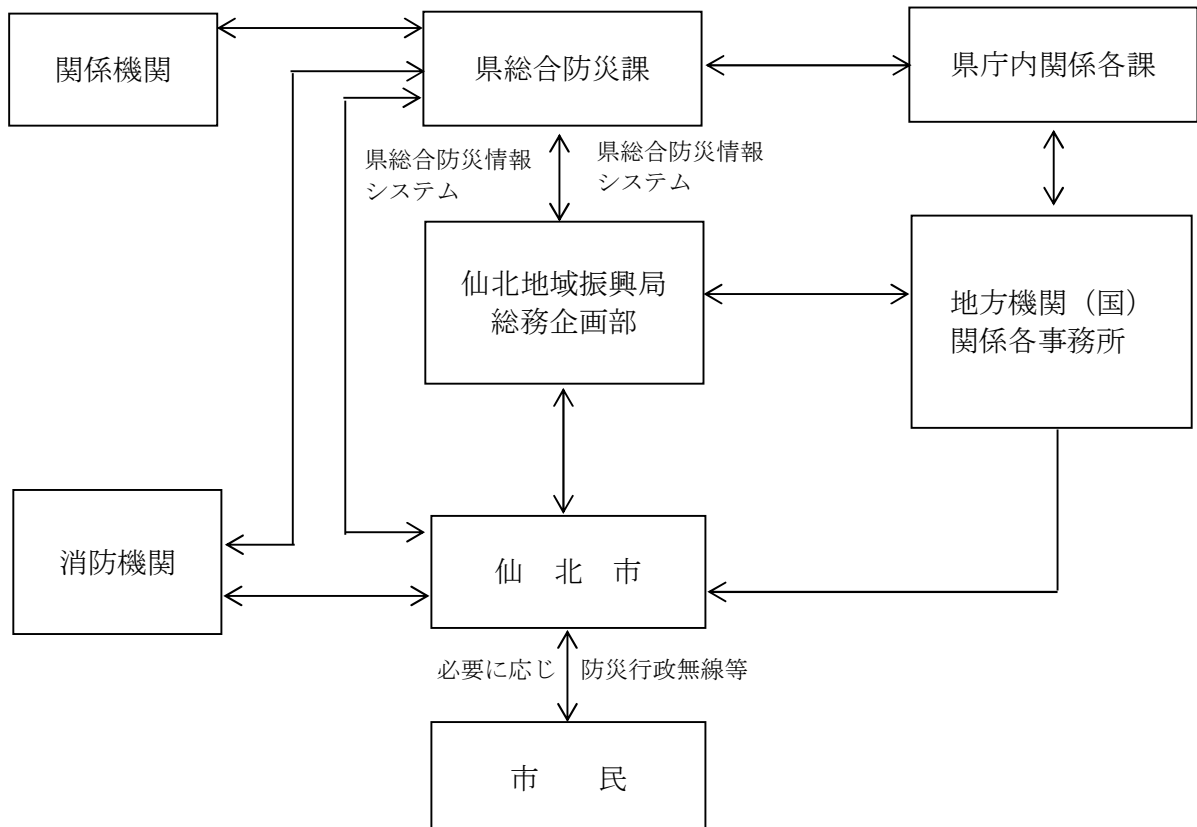 関係機関
県総合防災課
県庁内関係各課
県総合防災情報
システム
県総合防災情報
システム
仙北地域振興局
総務企画部
地方機関（国）
関係各事務所
消防機関
仙　北　市
必要に応じ
防災行政無線等
市　　民